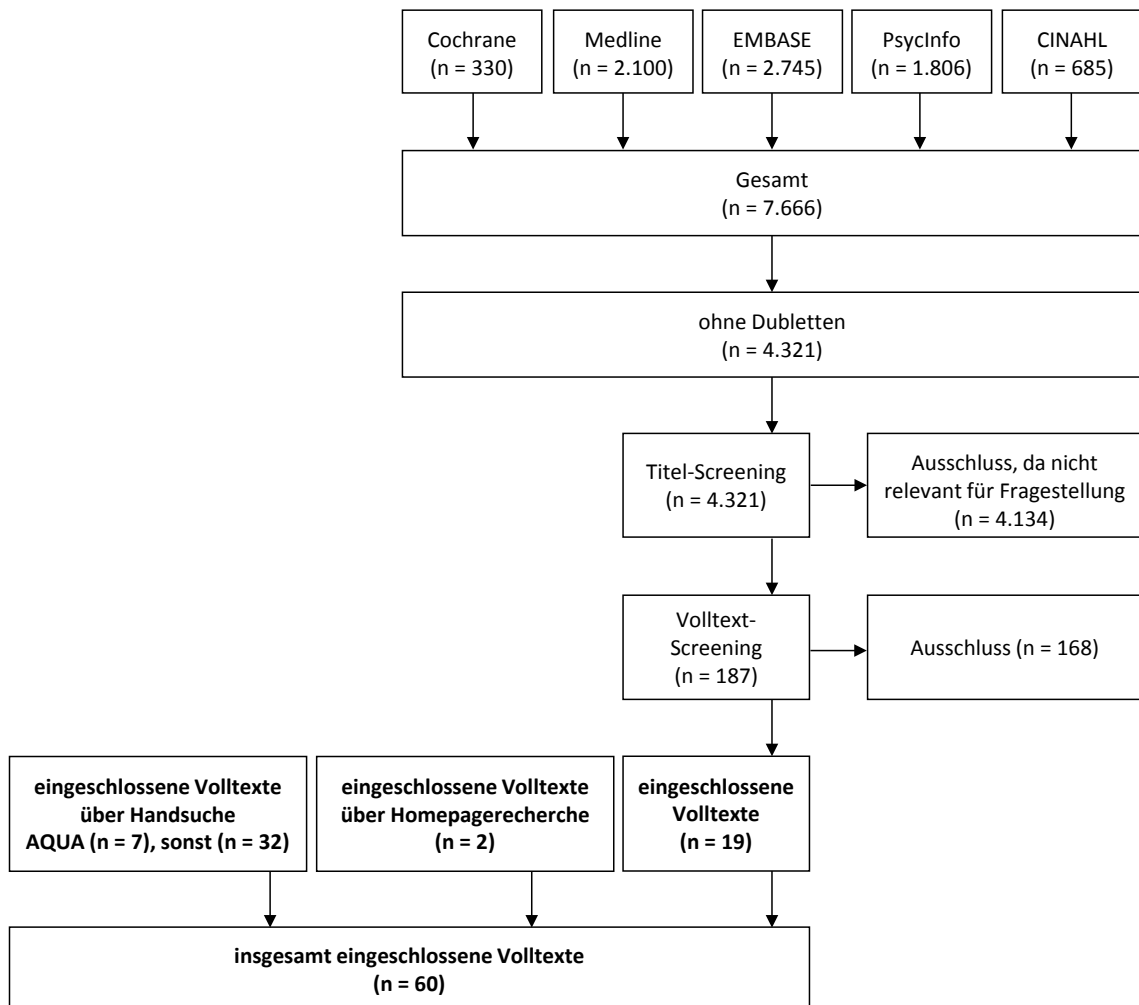 Cochrane
(n = 330)
Medline
(n = 2.100)
EMBASE
(n = 2.745)
PsycInfo
(n = 1.806)
CINAHL
(n = 685)
Gesamt
(n = 7.666)
ohne Dubletten
(n = 4.321)
Titel-Screening
(n = 4.321)
Ausschluss, da nicht
relevant für Fragestellung
(n = 4.134)
Volltext-
Screening
(n = 187)
Ausschluss (n = 168)
eingeschlossene Volltexte
über Handsuche
AQUA (n = 7), sonst (n = 32)
eingeschlossene Volltexte
über Homepagerecherche
(n = 2)
eingeschlossene
Volltexte
(n = 19)
insgesamt eingeschlossene Volltexte
(n = 60)